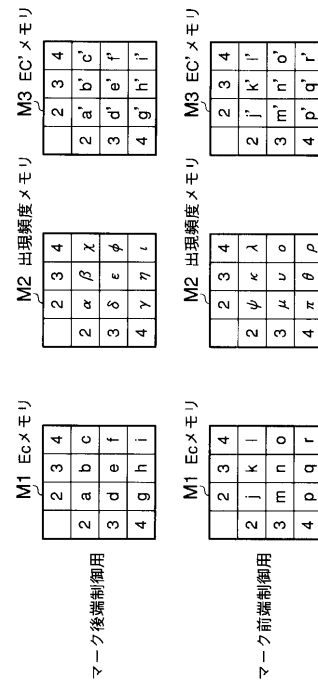 マーク後端制御用
M1 Ecメモリ
2 3 4
2 a b c
3 d e f
4 g h i
M2 出現頻度メモリ
2 3 4
2 α β χ
3 δ ε φ
4 γ η ι
M3 EC'メモリ
2 3 4
2 a' b' c'
3 d' e' f'
4 g' h' i'
マーク前端制御用
M1 Ecメモリ
2 3 4
2 j k l
3 m n o
4 p q r
M2 出現頻度メモリ
2 3 4
2 ψ κ λ
3 μ υ ο
4 π θ ρ
M3 EC'メモリ
2 3 4
2 j' k' l'
3 m' n' o'
4 p' q' r'